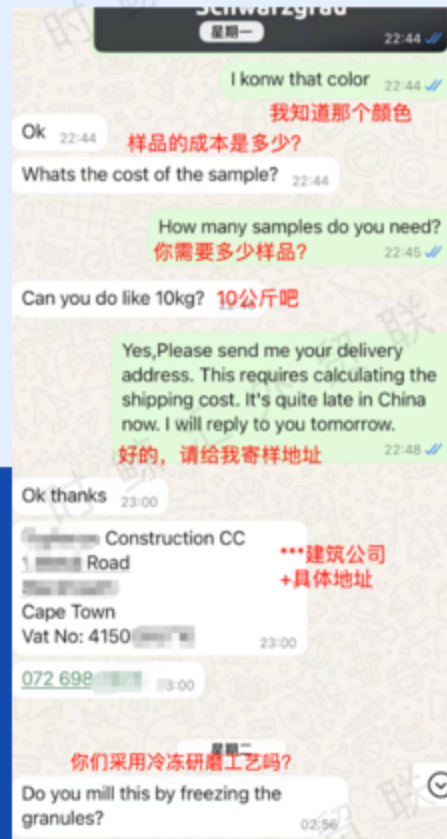 Schwarzgrau
星期一
22:44
I konw that color 22:44
我知道那个颜色
Ok 22:44
样品的成本是多少?
Whats the cost of the sample? 22:44
How many samples do you need?
你需要多少样品? 22:45
Can you do like 10kg? 10公斤吧
Yes,Please send me your delivery
address. This requires calculating the
shipping cost. It's quite late in China
now. I will reply to you tomorrow.
好的，请给我寄样地址 22:48
Ok thanks 23:00
Construction CC
***建筑公司
1 Road
+具体地址
Cape Town
Vat No: 4150
23:00
072 698
星期二
你们采用冷冻研磨工艺吗?
Do you mill this by freezing the
granules? 02:56